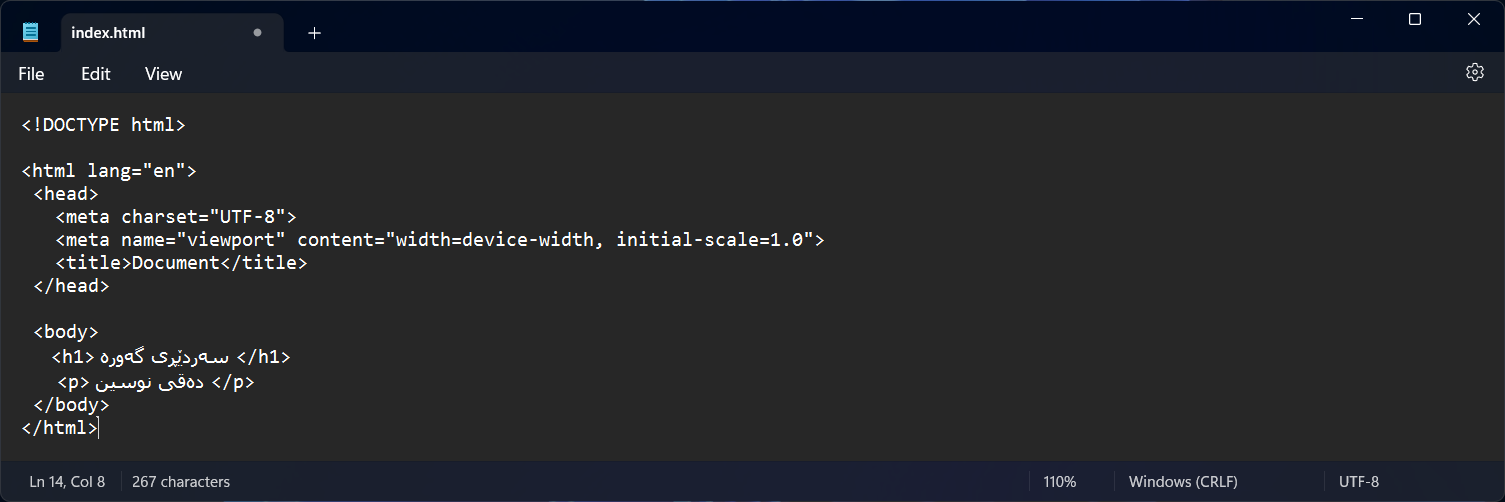 index.html
File Edit View
<!DOCTYPE html>
<html lang="en">
<head>
<meta charset="UTF-8">
<meta name="viewport" content="width=device-width, initial-scale=1.0">
<title>Document</title>
</head>
<body>
<h1> سەردێڕی گەورە </h1>
<p> دەقی نوسین </p>
</body>
</html>
Ln 14, Col 8 267 characters 110% Windows (CRLF) UTF-8